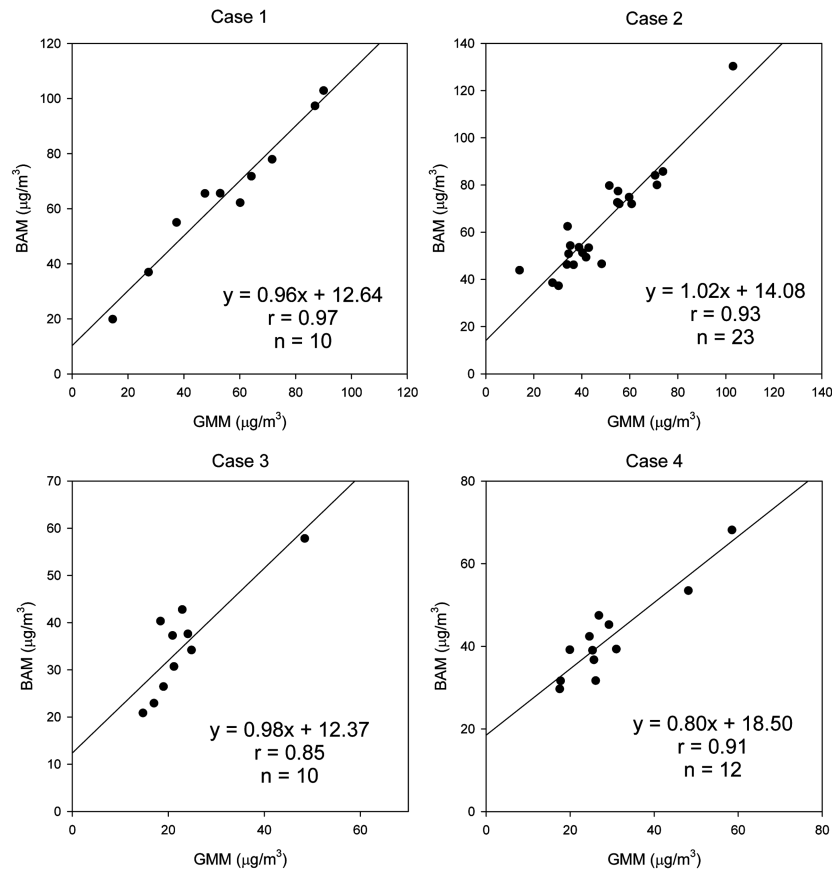 Case 1
120
100
80
60
40
20
0
BAM (μg/m³)
y = 0.96x + 12.64
r = 0.97
n = 10
0 20 40 60 80 100 120
GMM (μg/m³)
Case 2
140
120
100
80
60
40
20
0
BAM (μg/m³)
y = 1.02x + 14.08
r = 0.93
n = 23
0 20 40 60 80 100 120 140
GMM (μg/m³)
Case 3
70
60
50
40
30
20
10
0
BAM (μg/m³)
y = 0.98x + 12.37
r = 0.85
n = 10
0 20 40 60
GMM (μg/m³)
Case 4
80
60
40
20
0
BAM (μg/m³)
y = 0.80x + 18.50
r = 0.91
n = 12
0 20 40 60 80
GMM (μg/m³)